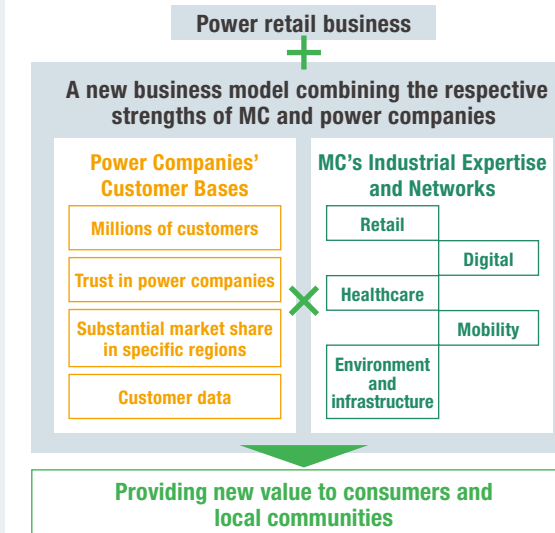 Power retail business
+
A new business model combining the respective
strengths of MC and power companies
Power Companies'
Customer Bases
Millions of customers
Trust in power companies
Substantial market share
in specific regions
Customer data
×
MC's Industrial Expertise
and Networks
Retail
Digital
Healthcare
Mobility
Environment
and
infrastructure
Providing new value to consumers and
local communities